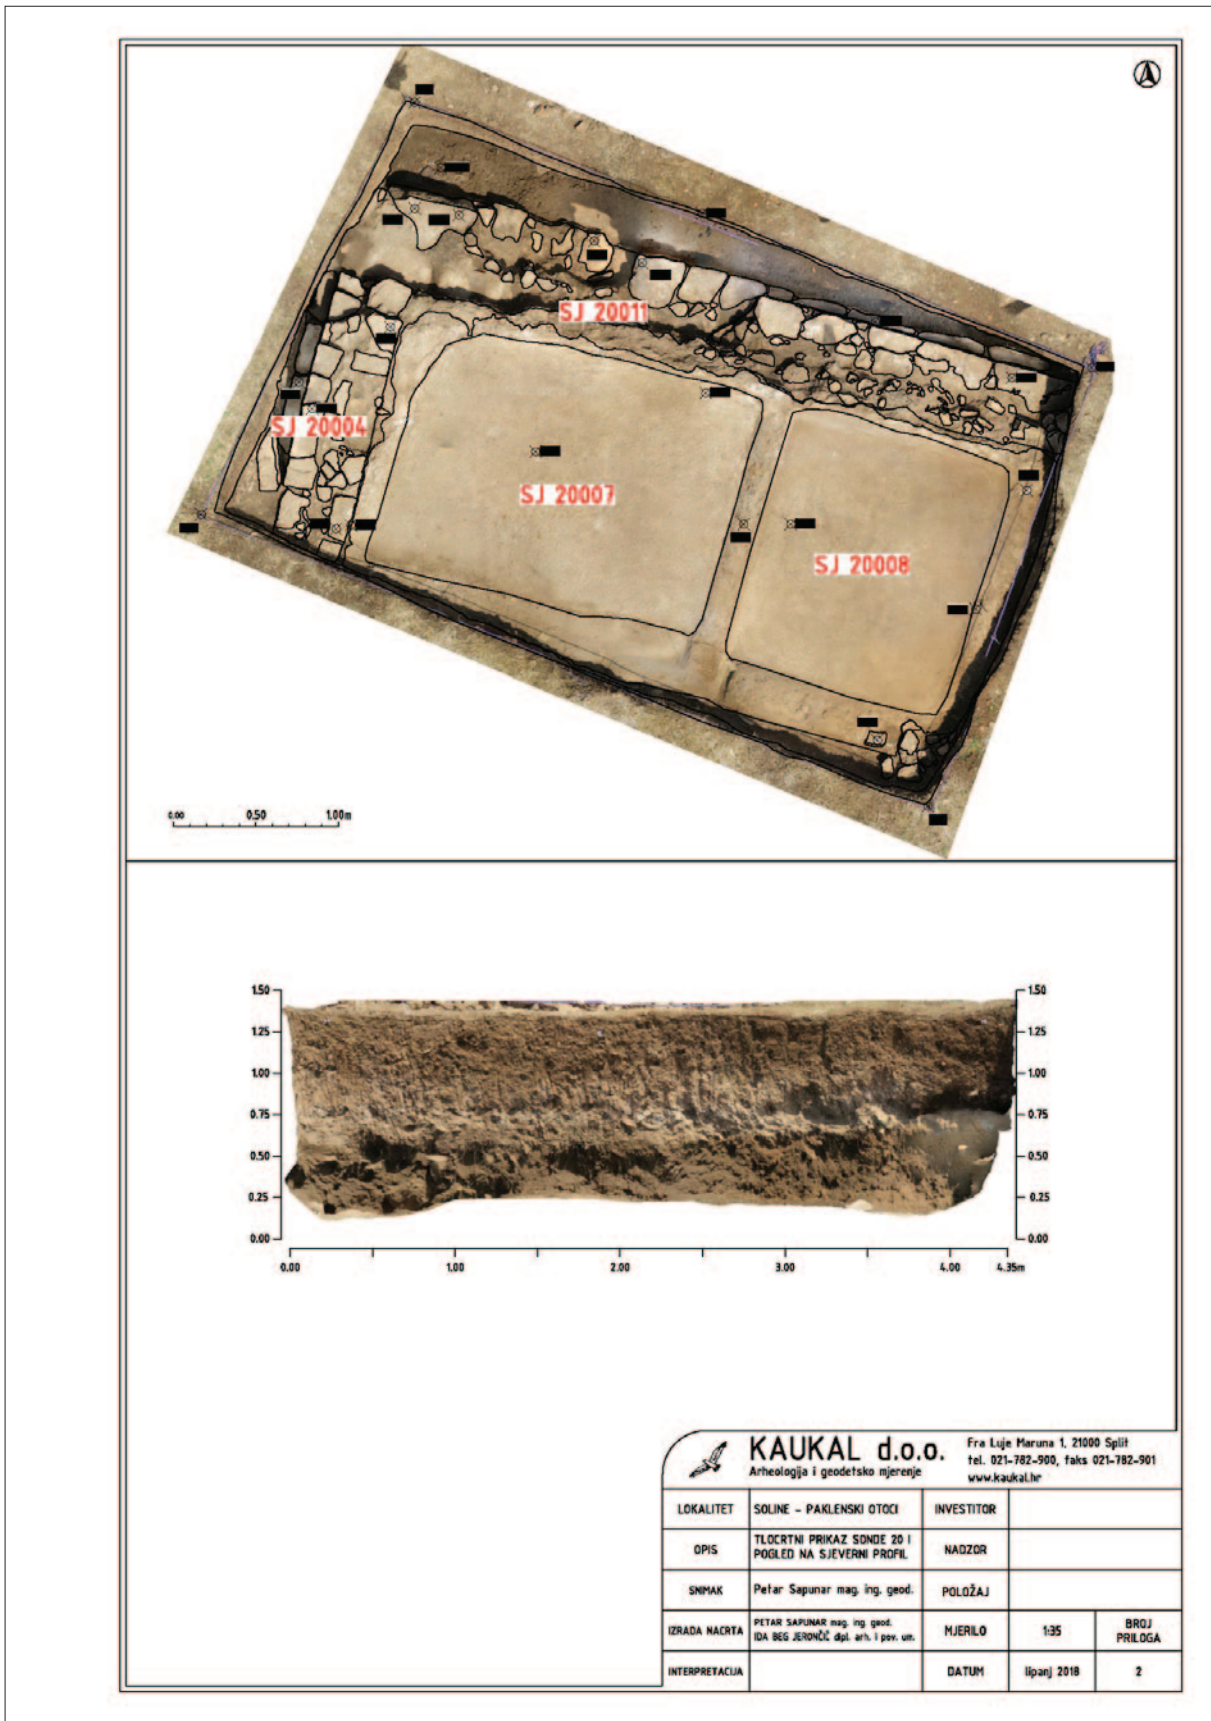 SJ 20011
SJ 20004
SJ 20007
SJ 20008
0.00 0.50 1.00m
1.50 1.50
1.25 1.25
1.00 1.00
0.75 0.75
0.50 0.50
0.25 0.25
0.00 0.00
0.00 1.00 2.00 3.00 4.00 4.35m
KAUKAL d.o.o.
Arheologija i geodetsko mjerenje
Fra Luje Maruna 1, 21000 Split
tel. 021-782-900, faks 021-782-901
www.kaukal.hr
LOKALITET SOLINE - PAKLENSKI OTOCI INVESTITOR
OPIS TLOCRTNI PRIKAZ SONDE 20 I
POGLED NA SJEVERNI PROFIL NADZOR
SNIMAK Petar Sapunar mag. ing. geod. POLOŽAJ
IZRADA NACRTA PETAR SAPUNAR mag. ing. geod.
IDA BEG JERONČIĆ dipl. arh. i pov. um. MJERILO 1:35 BROJ
PRILOGA
INTERPRETACIJA DATUM lipanj 2018 2